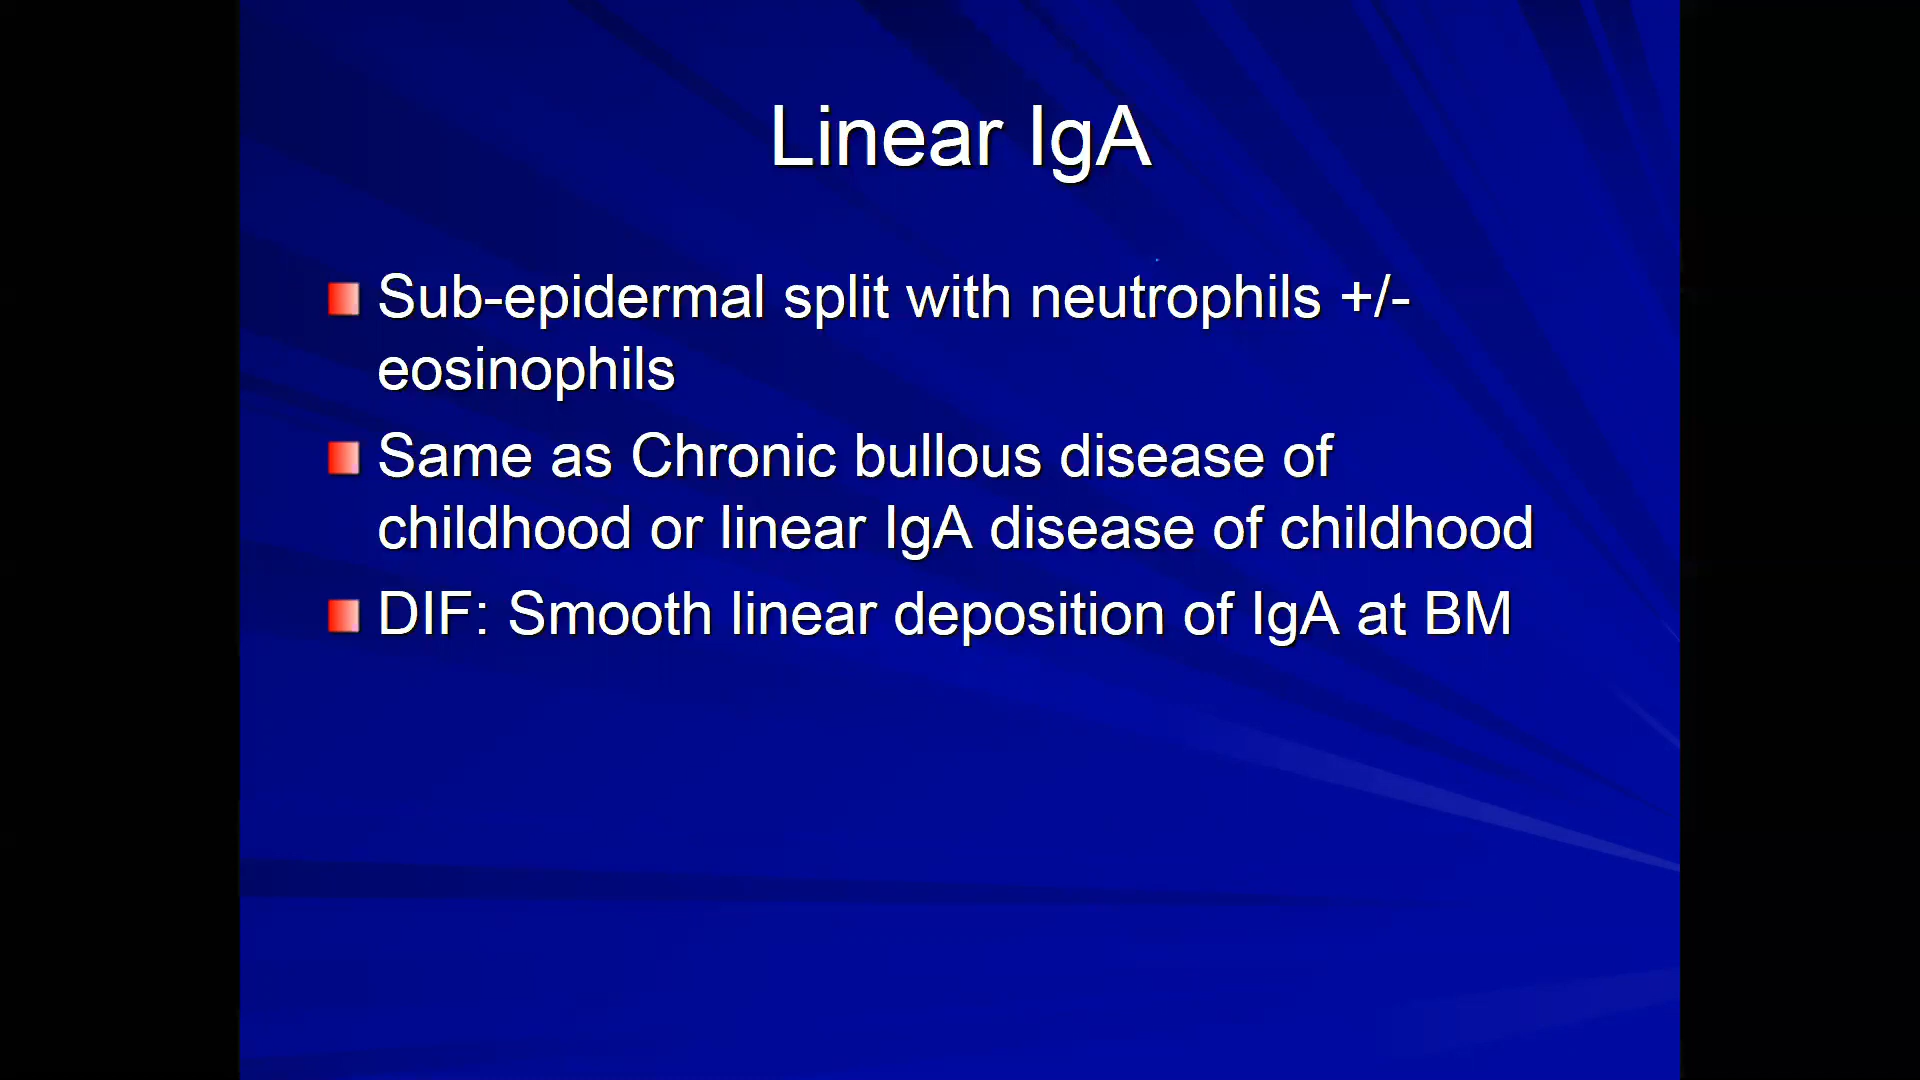 Linear IgA
Sub-epidermal split with neutrophils +/-
eosinophils
Same as Chronic bullous disease of
childhood or linear IgA disease of childhood
DIF: Smooth linear deposition of IgA at BM